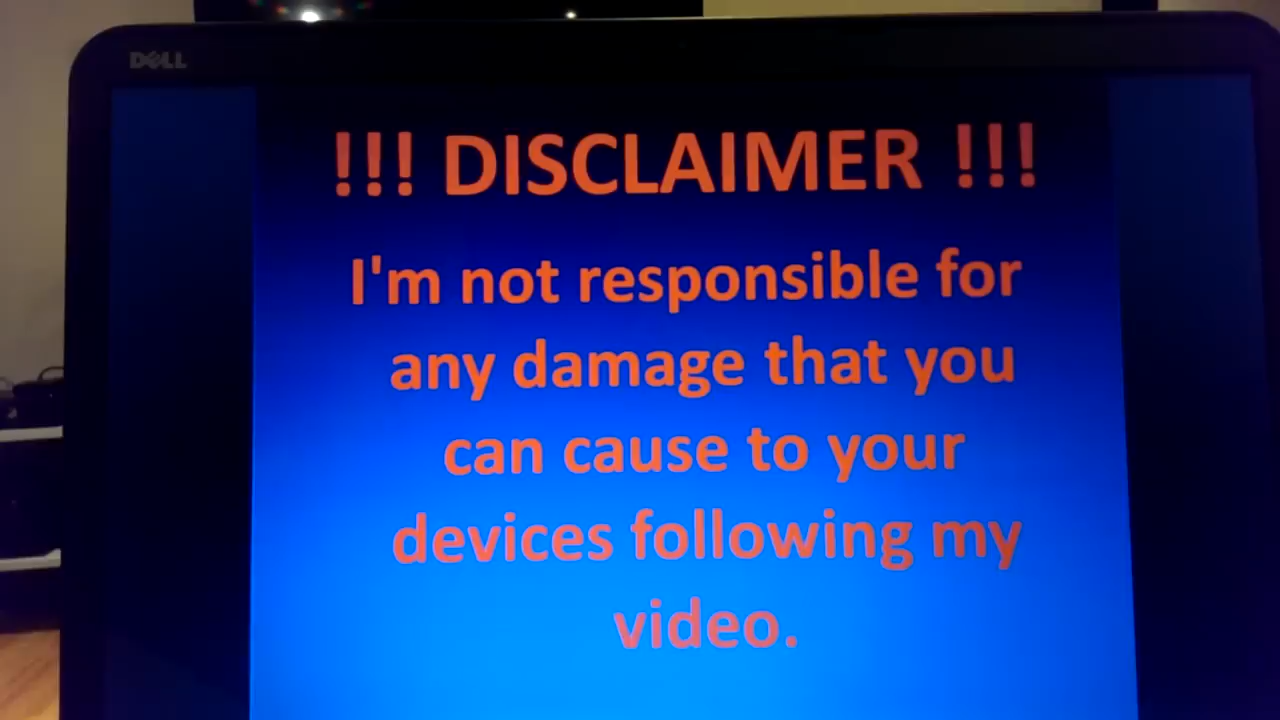 DELL
!!! DISCLAIMER !!!
I'm not responsible for
any damage that you
can cause to your
devices following my
video.